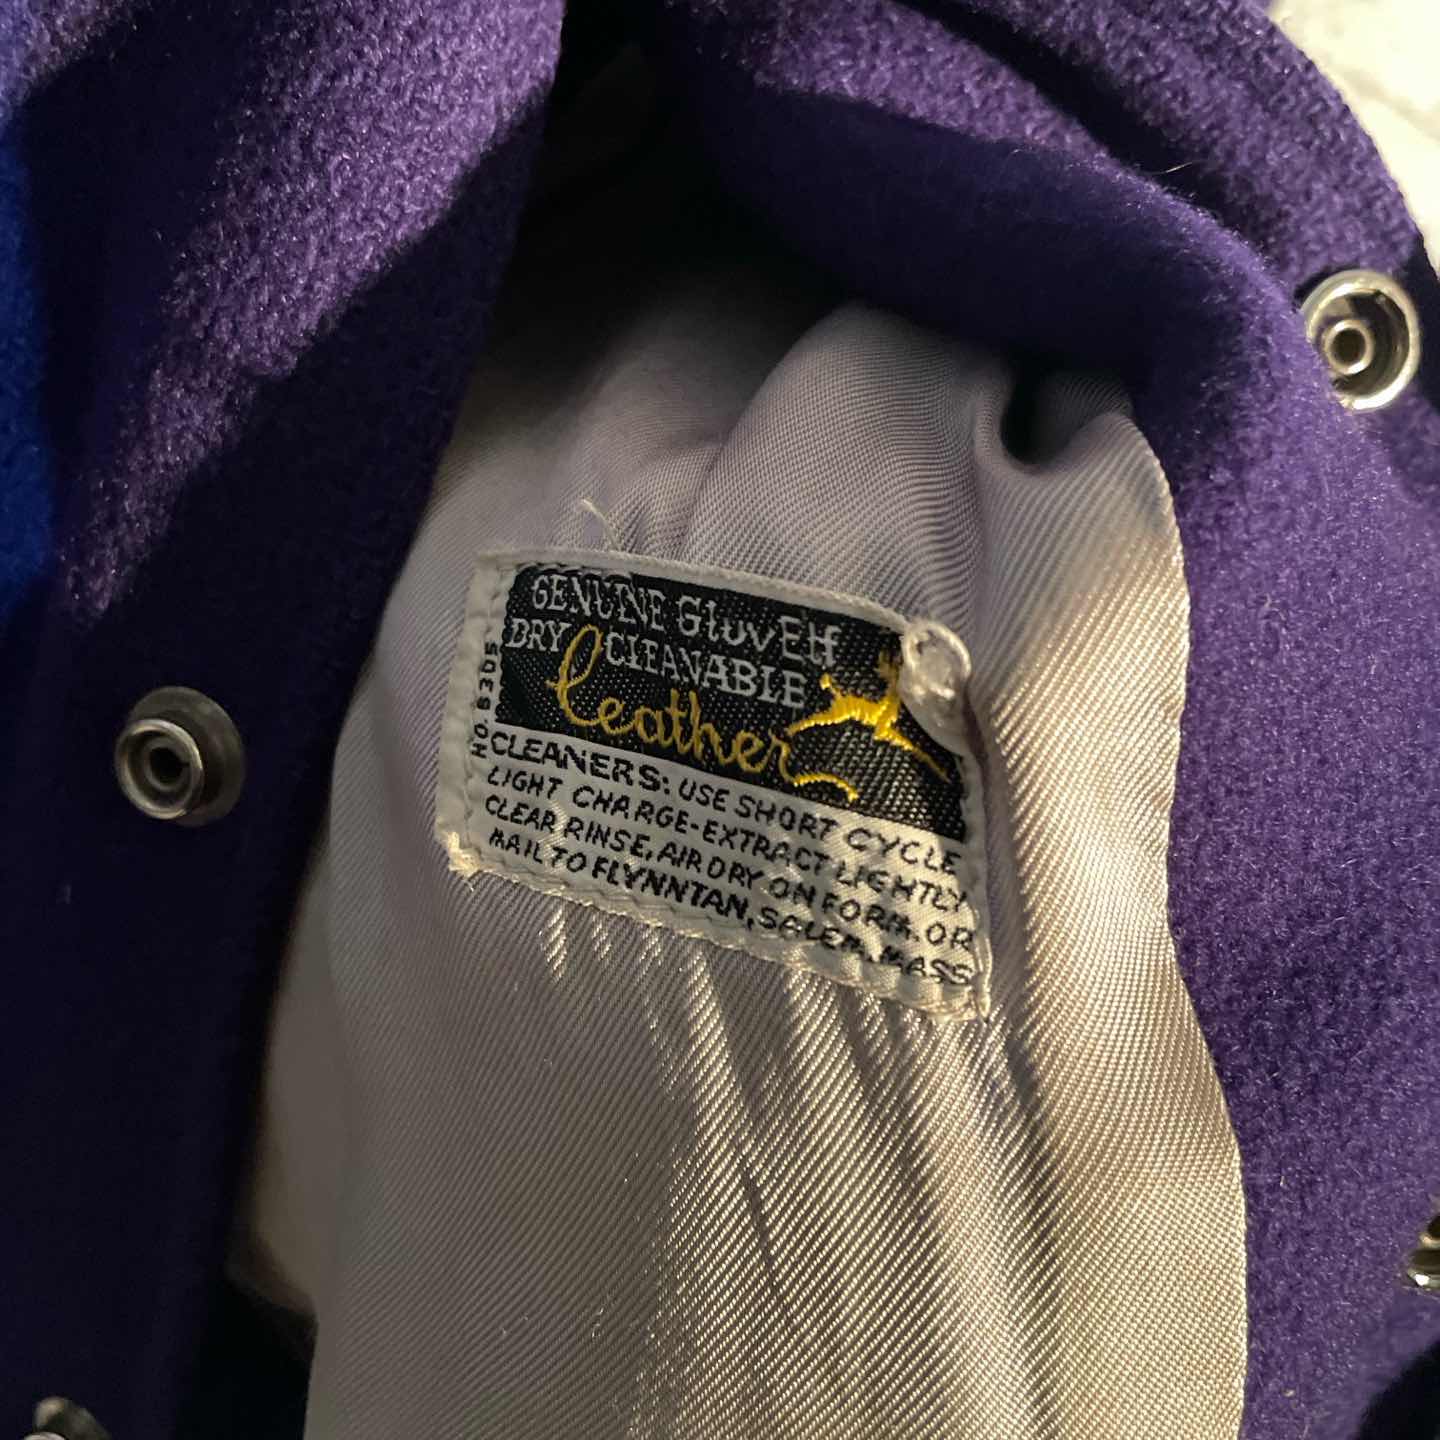 GENUINE GluvElf
DRY CLEANABLE
leather
NO. 8305
CLEANERS: USE SHORT CYCLE
LIGHT CHARGE-EXTRACT LIGHTLY
CLEAR RINSE, AIR DRY ON FORM. OR
MAIL TO FLYNNTAN, SALEM, MASS